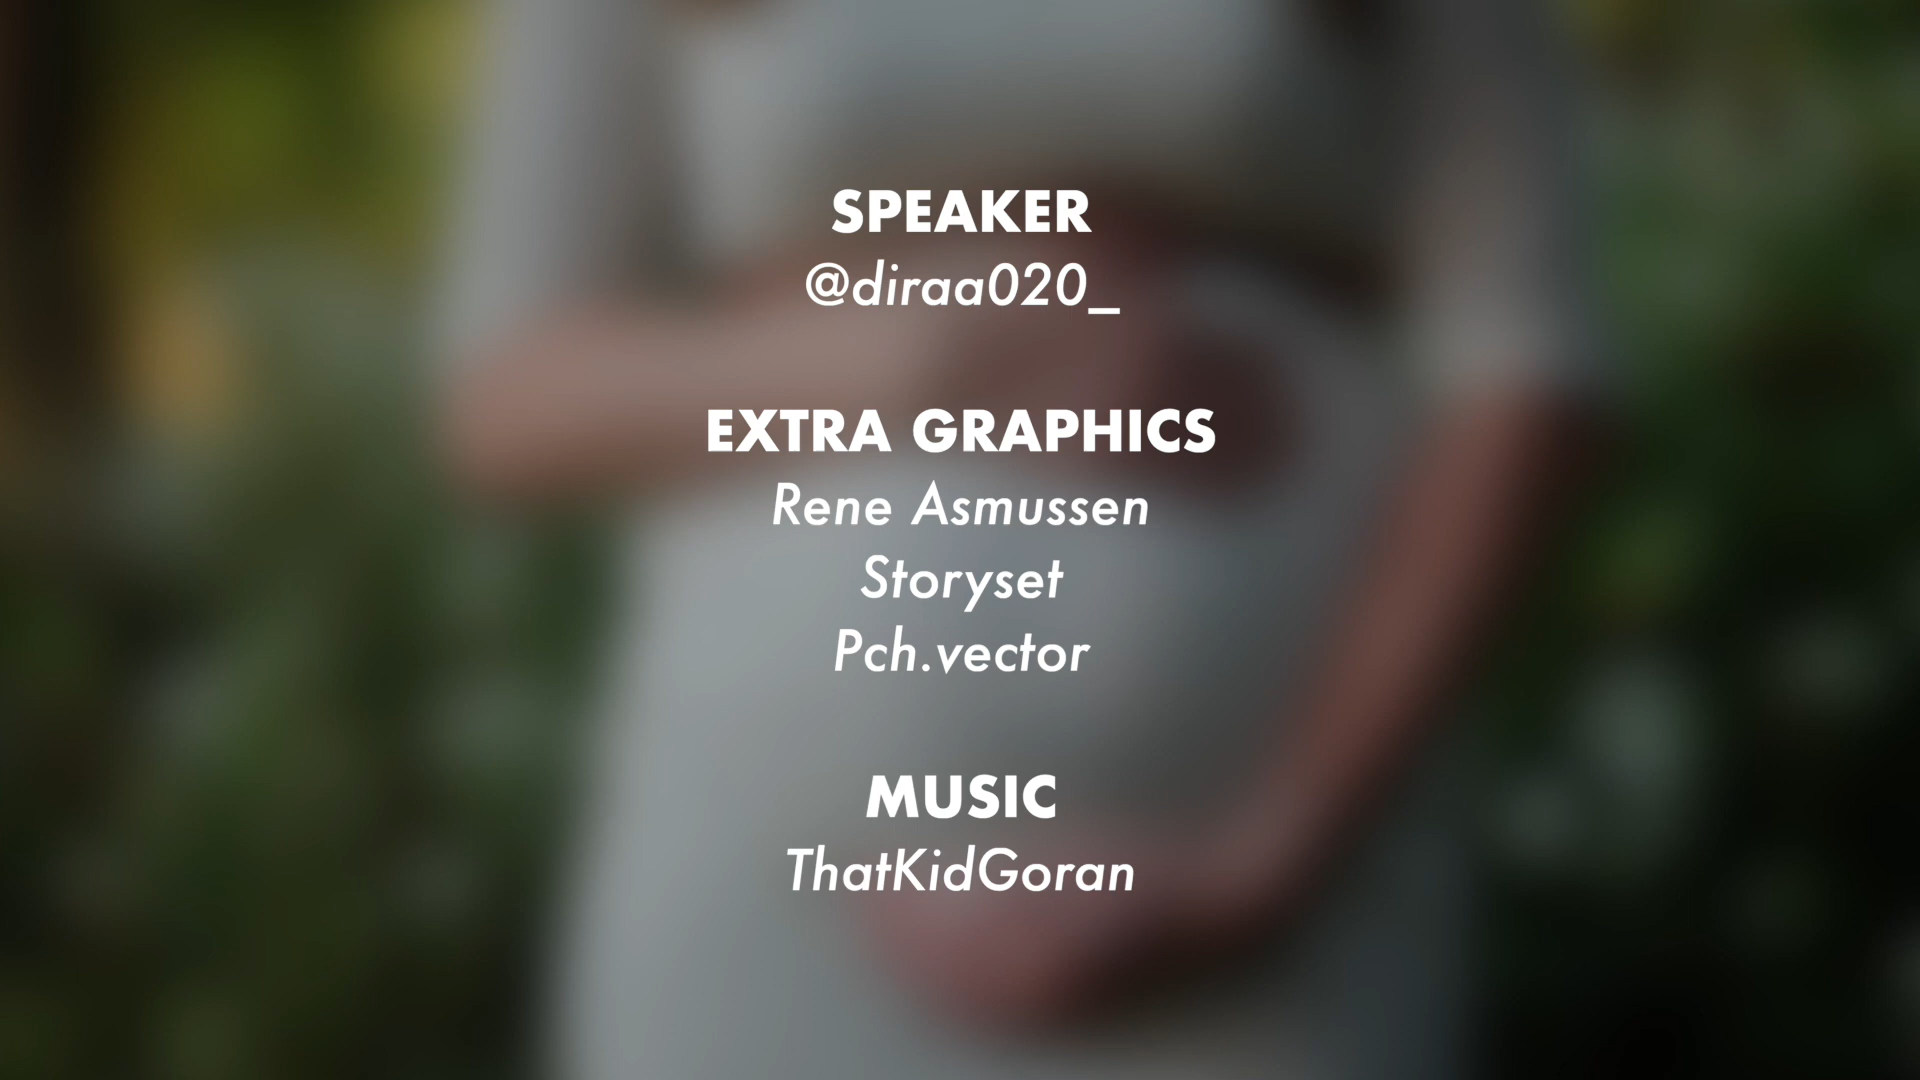 SPEAKER
@diraa020_
EXTRA GRAPHICS
Rene Asmussen
Storyset
Pch.vector
MUSIC
ThatKidGoran